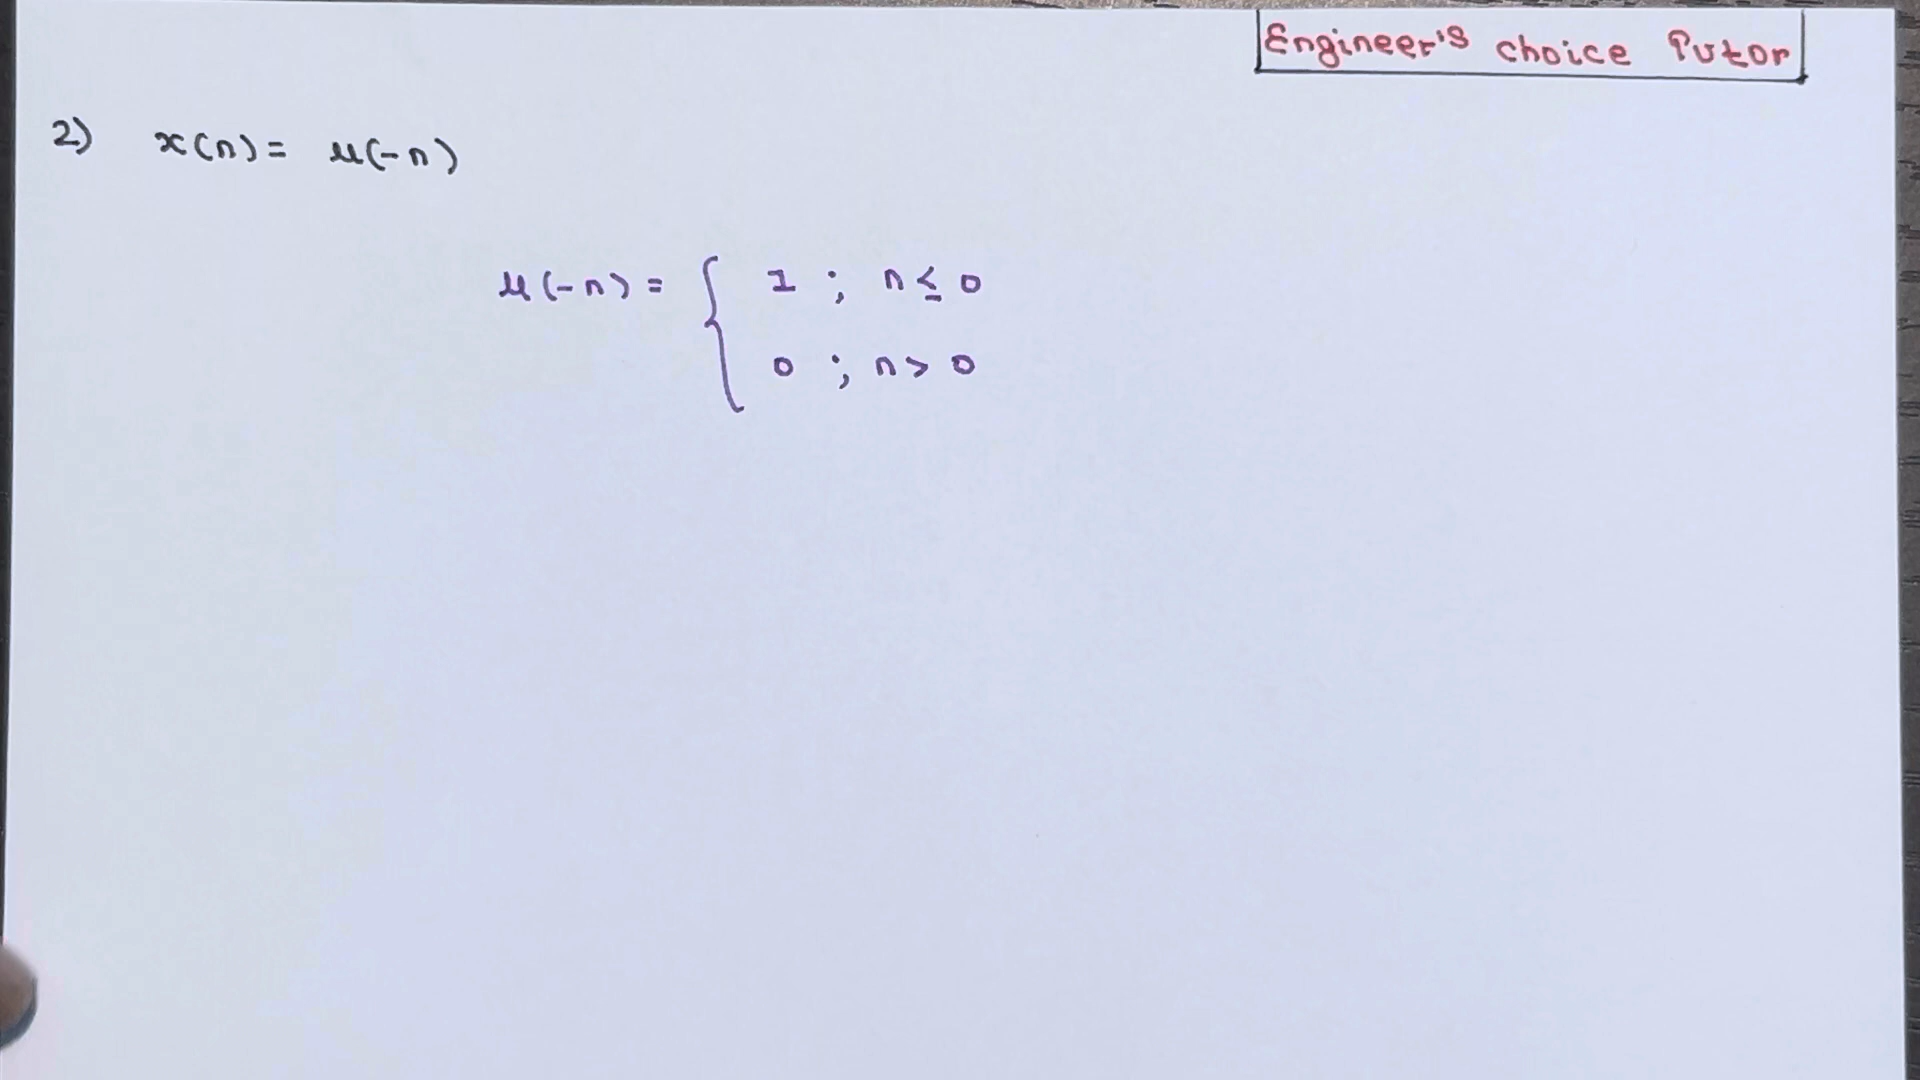 Engineer's choice Tutor
2) x(n) = u(-n)
u(-n) = { 1 ; n ≤ 0
0 ; n > 0